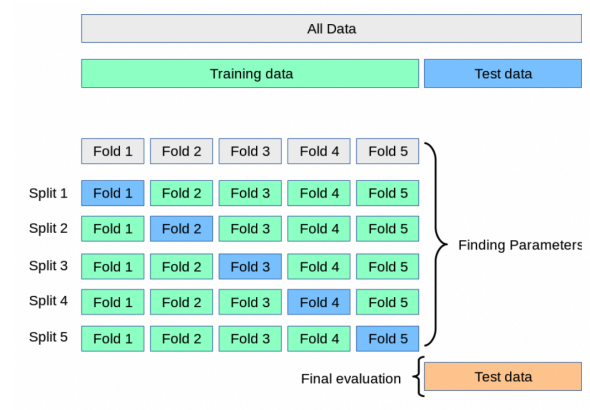 All Data
Training data Test data
Fold 1 Fold 2 Fold 3 Fold 4 Fold 5
Split 1 Fold 1 Fold 2 Fold 3 Fold 4 Fold 5
Split 2 Fold 1 Fold 2 Fold 3 Fold 4 Fold 5
Finding Parameters
Split 3 Fold 1 Fold 2 Fold 3 Fold 4 Fold 5
Split 4 Fold 1 Fold 2 Fold 3 Fold 4 Fold 5
Split 5 Fold 1 Fold 2 Fold 3 Fold 4 Fold 5
Final evaluation Test data